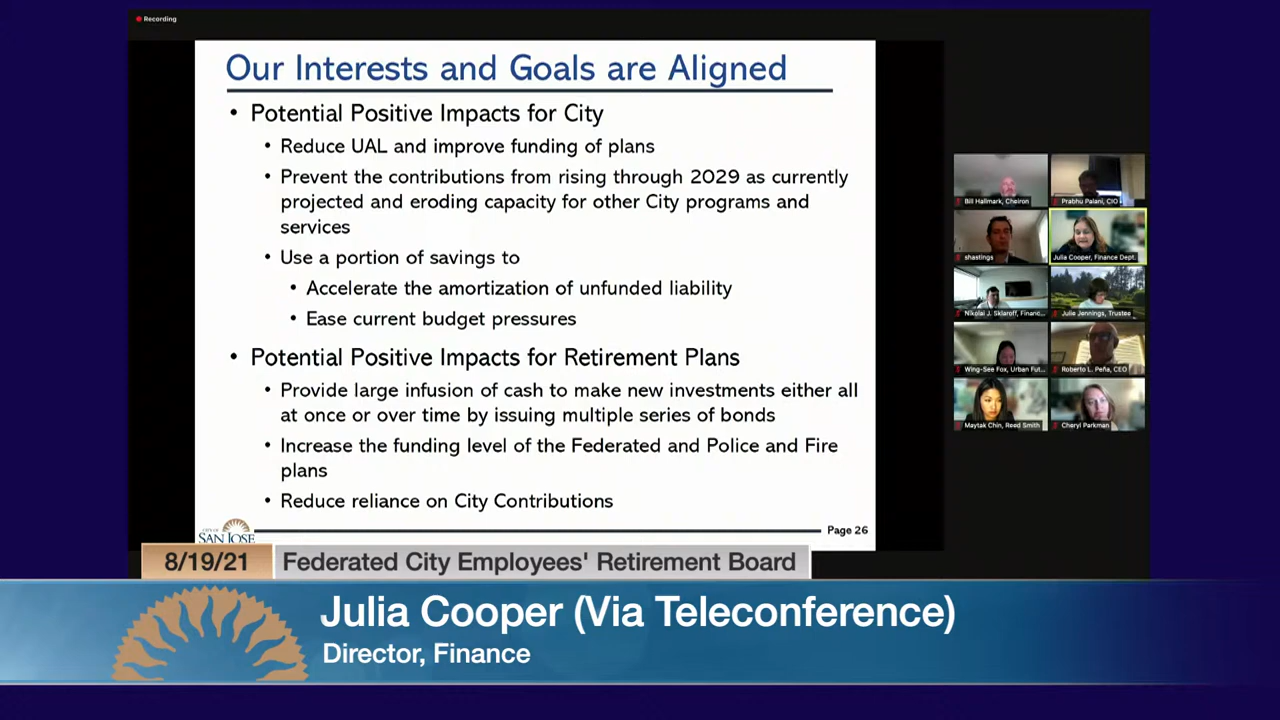 Recording
Our Interests and Goals are Aligned
• Potential Positive Impacts for City
• Reduce UAL and improve funding of plans
• Prevent the contributions from rising through 2029 as currently
projected and eroding capacity for other City programs and
services
• Use a portion of savings to
• Accelerate the amortization of unfunded liability
• Ease current budget pressures
• Potential Positive Impacts for Retirement Plans
• Provide large infusion of cash to make new investments either all
at once or over time by issuing multiple series of bonds
• Increase the funding level of the Federated and Police and Fire
plans
• Reduce reliance on City Contributions
CITY OF
SAN JOSE
Page 26
Bill Hallmark, Cheiron
Prabhu Palani, CIO
shastings
Julia Cooper, Finance Dept.
Nikolai J. Sklaroff, Financ...
Julie Jennings, Trustee
Wing-See Fox, Urban Fut...
Roberto L. Peña, CEO
Maytak Chin, Reed Smith
Cheryl Parkman
8/19/21
Federated City Employees' Retirement Board
Julia Cooper (Via Teleconference)
Director, Finance